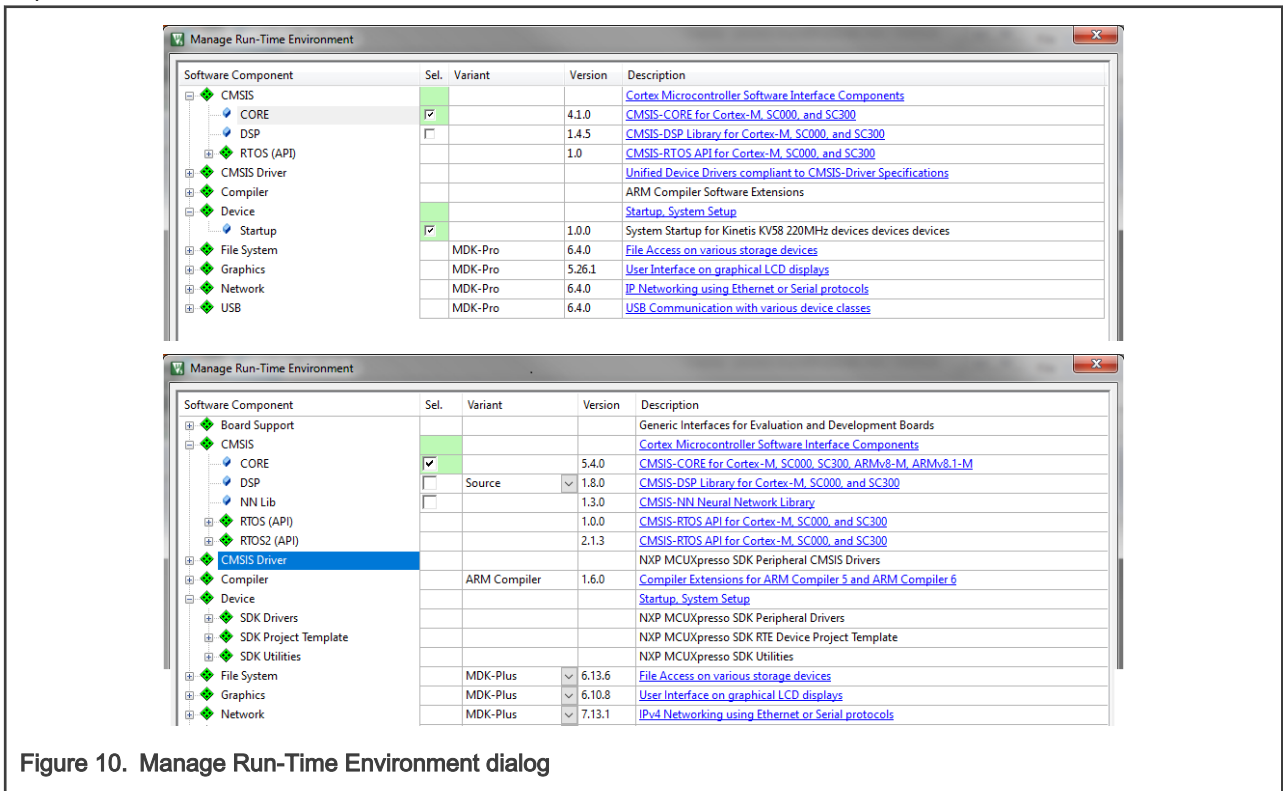 Manage Run-Time Environment
Software Component Sel. Variant Version Description
CMSIS Cortex Microcontroller Software Interface Components
CORE 4.1.0 CMSIS-CORE for Cortex-M, SC000, and SC300
DSP 1.4.5 CMSIS-DSP Library for Cortex-M, SC000, and SC300
RTOS (API) 1.0 CMSIS-RTOS API for Cortex-M, SC000, and SC300
CMSIS Driver Unified Device Drivers compliant to CMSIS-Driver Specifications
Compiler ARM Compiler Software Extensions
Device Startup, System Setup
Startup 1.0.0 System Startup for Kinetis KV58 220MHz devices devices devices
File System MDK-Pro 6.4.0 File Access on various storage devices
Graphics MDK-Pro 5.26.1 User Interface on graphical LCD displays
Network MDK-Pro 6.4.0 IP Networking using Ethernet or Serial protocols
USB MDK-Pro 6.4.0 USB Communication with various device classes
Manage Run-Time Environment
Software Component Sel. Variant Version Description
Board Support Generic Interfaces for Evaluation and Development Boards
CMSIS Cortex Microcontroller Software Interface Components
CORE 5.4.0 CMSIS-CORE for Cortex-M, SC000, SC300, ARMv8-M, ARMv8.1-M
DSP Source 1.8.0 CMSIS-DSP Library for Cortex-M, SC000, and SC300
NN Lib 1.3.0 CMSIS-NN Neural Network Library
RTOS (API) 1.0.0 CMSIS-RTOS API for Cortex-M, SC000, and SC300
RTOS2 (API) 2.1.3 CMSIS-RTOS API for Cortex-M, SC000, and SC300
CMSIS Driver NXP MCUXpresso SDK Peripheral CMSIS Drivers
Compiler ARM Compiler 1.6.0 Compiler Extensions for ARM Compiler 5 and ARM Compiler 6
Device Startup, System Setup
SDK Drivers NXP MCUXpresso SDK Peripheral Drivers
SDK Project Template NXP MCUXpresso SDK RTE Device Project Template
SDK Utilities NXP MCUXpresso SDK Utilities
File System MDK-Plus 6.13.6 File Access on various storage devices
Graphics MDK-Plus 6.10.8 User Interface on graphical LCD displays
Network MDK-Plus 7.13.1 IPv4 Networking using Ethernet or Serial protocols
Figure 10. Manage Run-Time Environment dialog